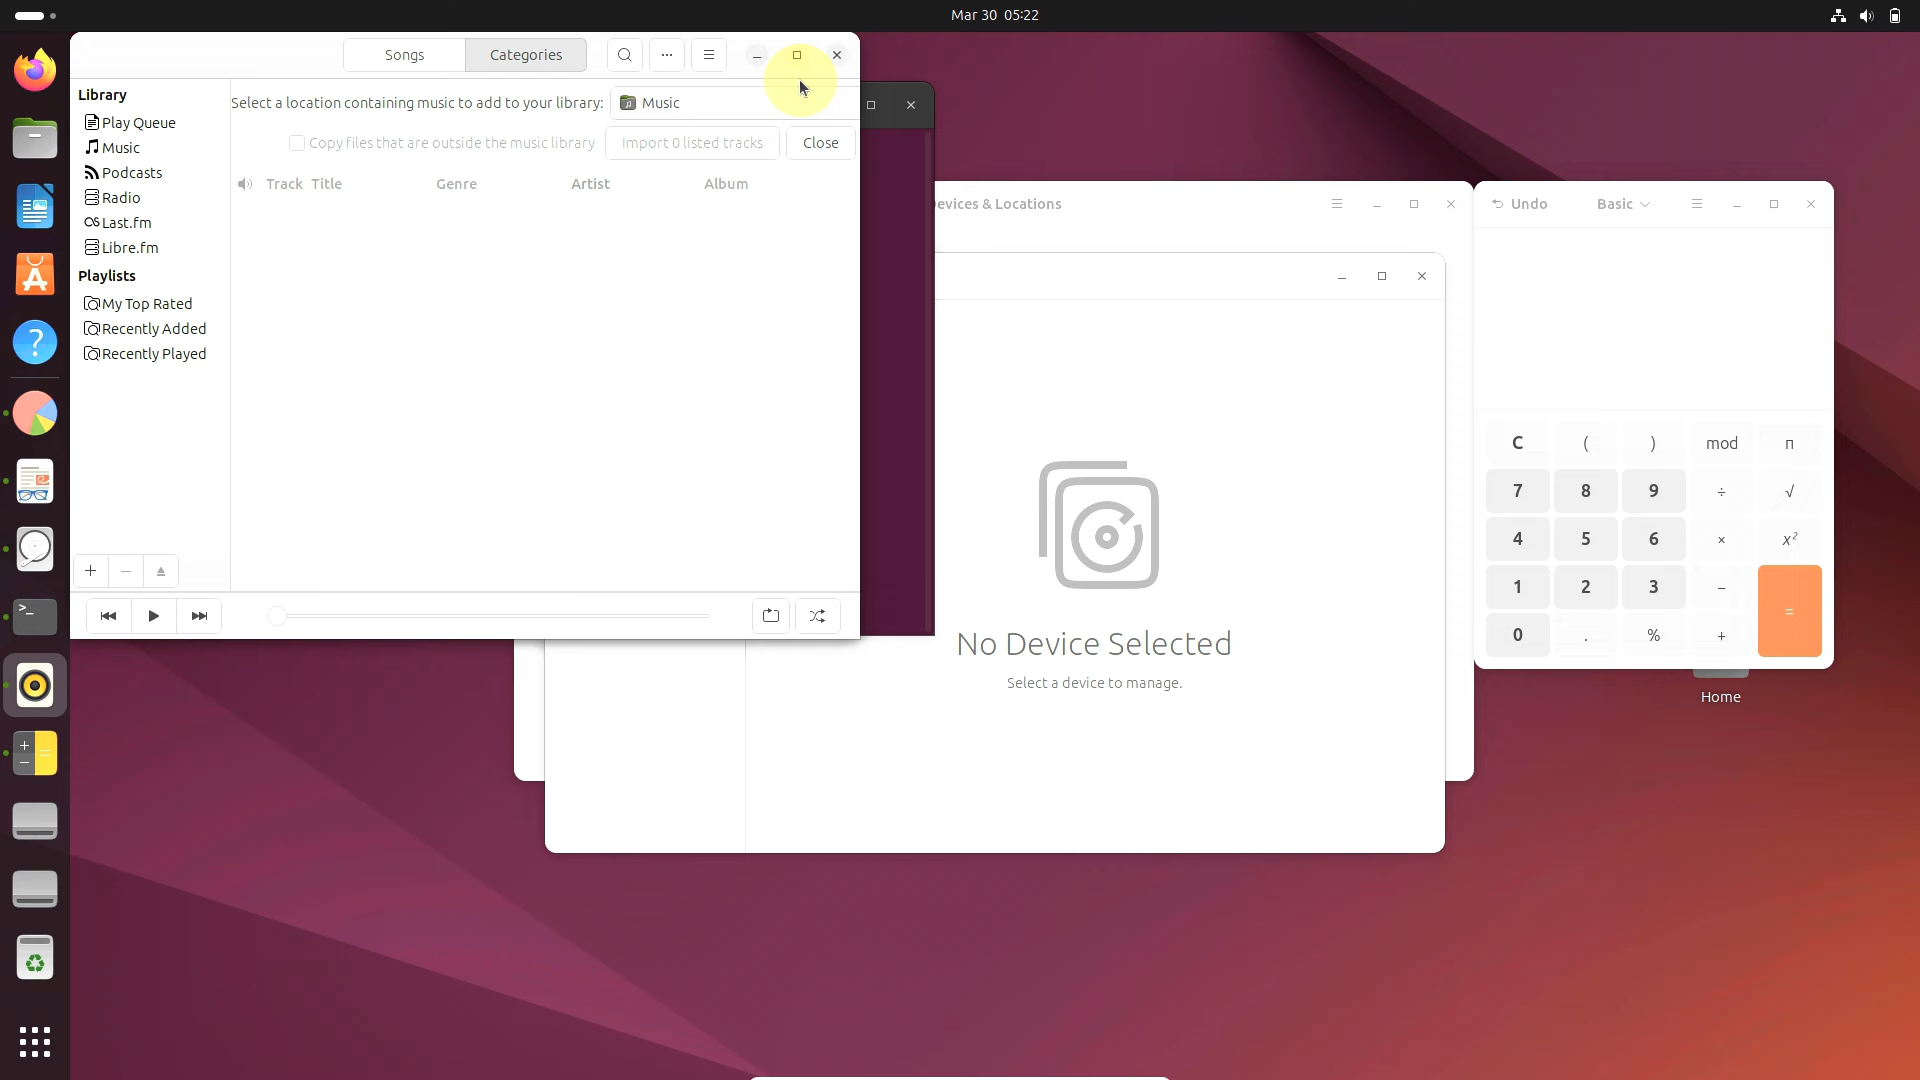 Mar 30 05:22
Songs
Categories
Library
Play Queue
Music
Podcasts
Radio
Last.fm
Libre.fm
Playlists
My Top Rated
Recently Added
Recently Played
Select a location containing music to add to your library:
Music
Copy files that are outside the music library
Import 0 listed tracks
Close
Track Title Genre Artist Album
evices & Locations
No Device Selected
Select a device to manage.
Undo
Basic
C ( ) mod π
7 8 9 ÷ √
4 5 6 × x²
1 2 3 −
0 . % +
=
Home